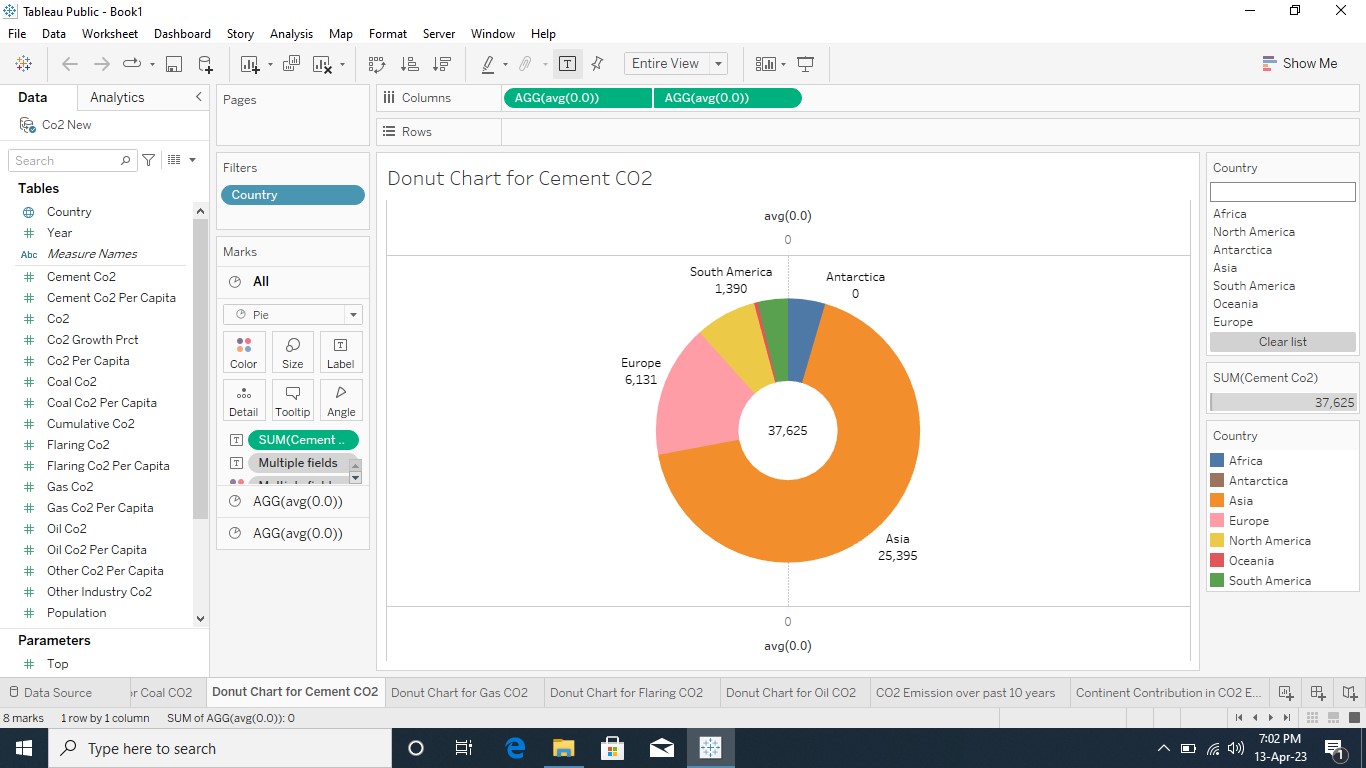 Tableau Public - Book1
File Data Worksheet Dashboard Story Analysis Map Format Server Window Help
Entire View
Show Me
Data Analytics
Co2 New
Search
Tables
Country
Year
Abc Measure Names
Cement Co2
Cement Co2 Per Capita
Co2
Co2 Growth Prct
Co2 Per Capita
Coal Co2
Coal Co2 Per Capita
Cumulative Co2
Flaring Co2
Flaring Co2 Per Capita
Gas Co2
Gas Co2 Per Capita
Oil Co2
Oil Co2 Per Capita
Other Co2 Per Capita
Other Industry Co2
Population
Parameters
Top
Pages
Filters
Country
Marks
All
Pie
Color Size Label
Detail Tooltip Angle
SUM(Cement ..
Multiple fields
AGG(avg(0.0))
AGG(avg(0.0))
Columns AGG(avg(0.0)) AGG(avg(0.0))
Rows
Donut Chart for Cement CO2
avg(0.0)
0
South America
1,390
Antarctica
0
Europe
6,131
37,625
Asia
25,395
0
avg(0.0)
Country
Africa
North America
Antarctica
Asia
South America
Oceania
Europe
Clear list
SUM(Cement Co2)
37,625
Country
Africa
Antarctica
Asia
Europe
North America
Oceania
South America
Data Source r Coal CO2 Donut Chart for Cement CO2 Donut Chart for Gas CO2 Donut Chart for Flaring CO2 Donut Chart for Oil CO2 CO2 Emission over past 10 years Continent Contribution in CO2 E...
8 marks 1 row by 1 column SUM of AGG(avg(0.0)): 0
Type here to search
7:02 PM
13-Apr-23
1